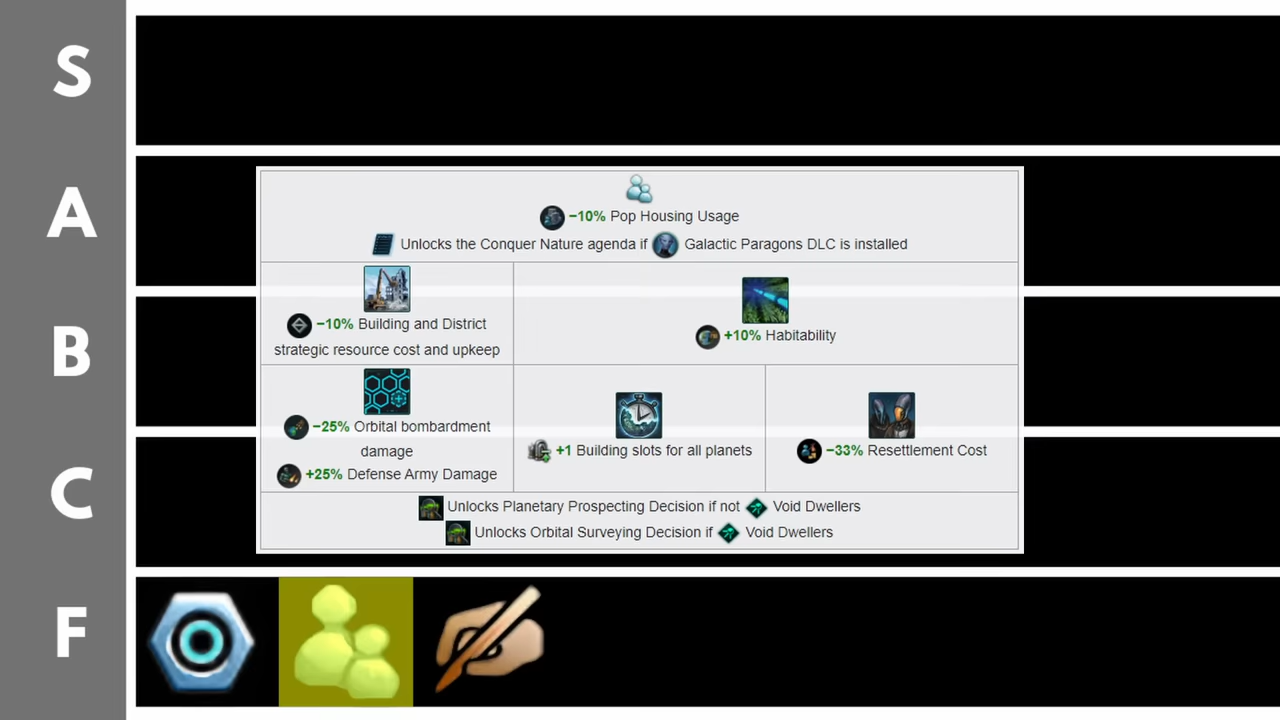 S
A
−10% Pop Housing Usage
Unlocks the Conquer Nature agenda if Galactic Paragons DLC is installed
B
−10% Building and District
strategic resource cost and upkeep
+10% Habitability
C
−25% Orbital bombardment
damage
+25% Defense Army Damage
+1 Building slots for all planets
−33% Resettlement Cost
Unlocks Planetary Prospecting Decision if not Void Dwellers
Unlocks Orbital Surveying Decision if Void Dwellers
F